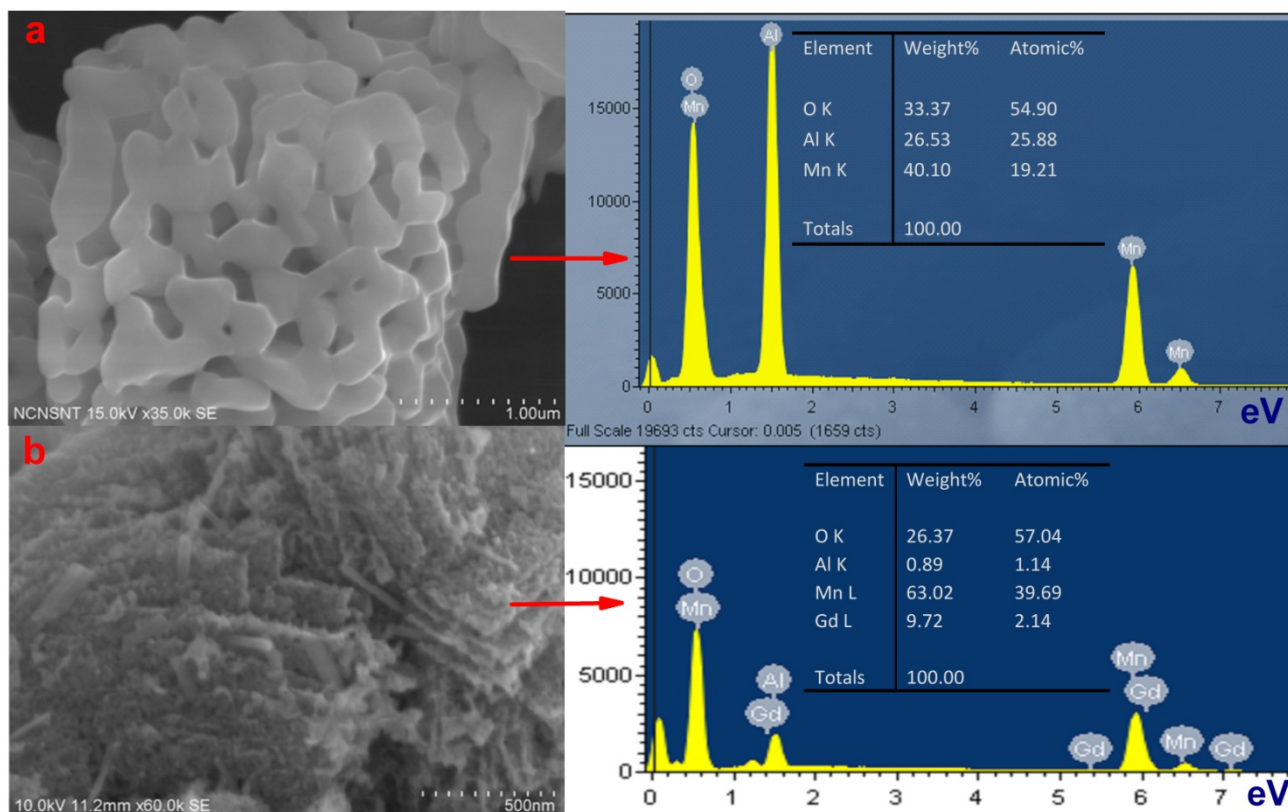 a
NCNSNT 15.0kV x35.0k SE
1.00um
15000
10000
5000
0
O
Mn
Al
Mn
Mn
Element Weight% Atomic%
O K 33.37 54.90
Al K 26.53 25.88
Mn K 40.10 19.21
Totals 100.00
0 1 2 3 4 5 6 7 eV
Full Scale 19693 cts Cursor: 0.005 (1659 cts)
b
10.0kV 11.2mm x60.0k SE
500nm
15000
10000
5000
0
O
Mn
Al
Gd
Gd
Mn
Gd
Mn
Gd
Element Weight% Atomic%
O K 26.37 57.04
Al K 0.89 1.14
Mn L 63.02 39.69
Gd L 9.72 2.14
Totals 100.00
0 1 2 3 4 5 6 7 eV